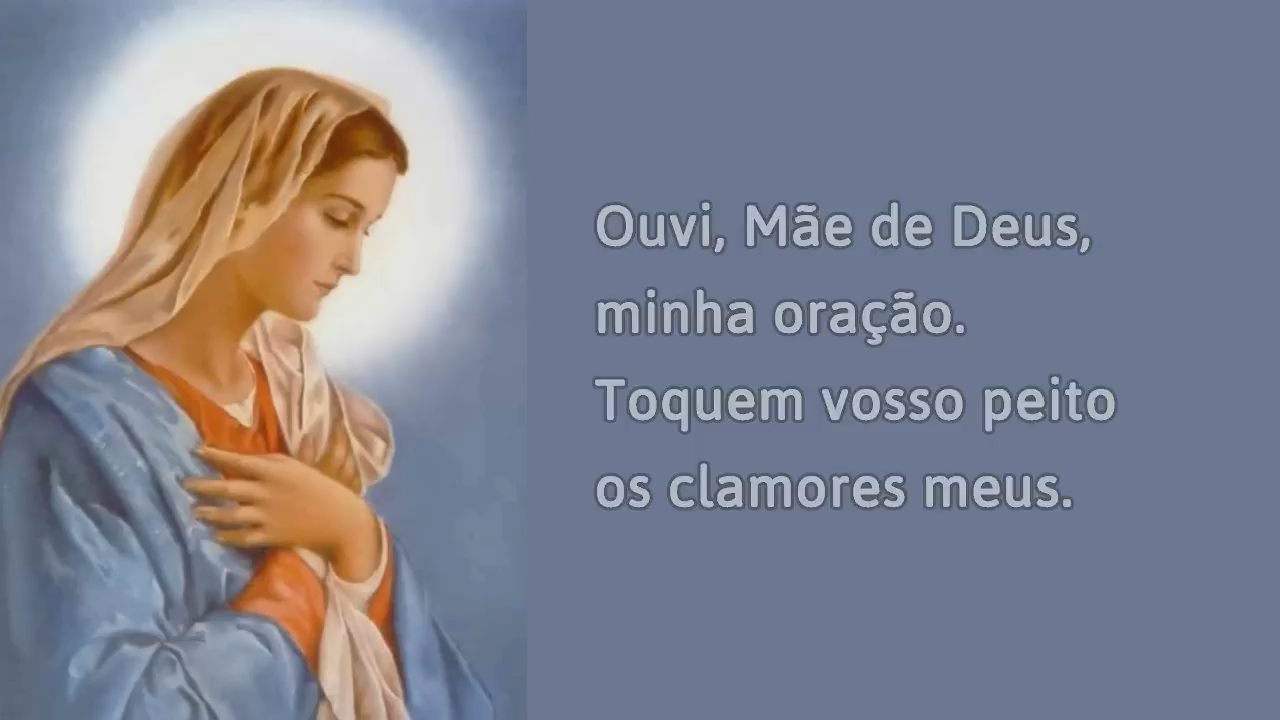 Ouvi, Mãe de Deus,
minha oração.
Toquem vosso peito
os clamores meus.